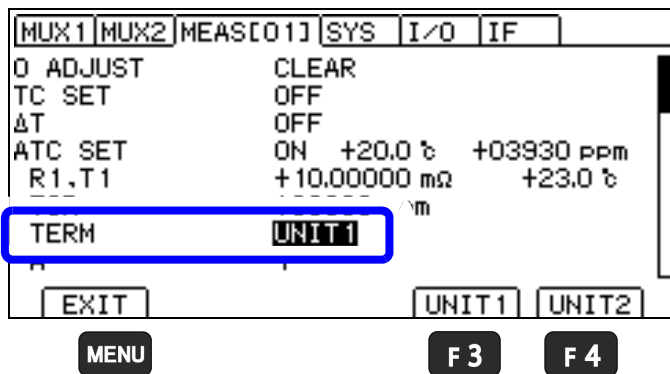 MUX1 MUX2 MEAS[01] SYS I/O IF
0 ADJUST CLEAR
TC SET OFF
ΔT OFF
ATC SET ON +20.0 ℃ +03930 ppm
R1,T1 +10.00000 mΩ +23.0 ℃
TERM UNIT1
EXIT UNIT1 UNIT2
MENU F3 F4